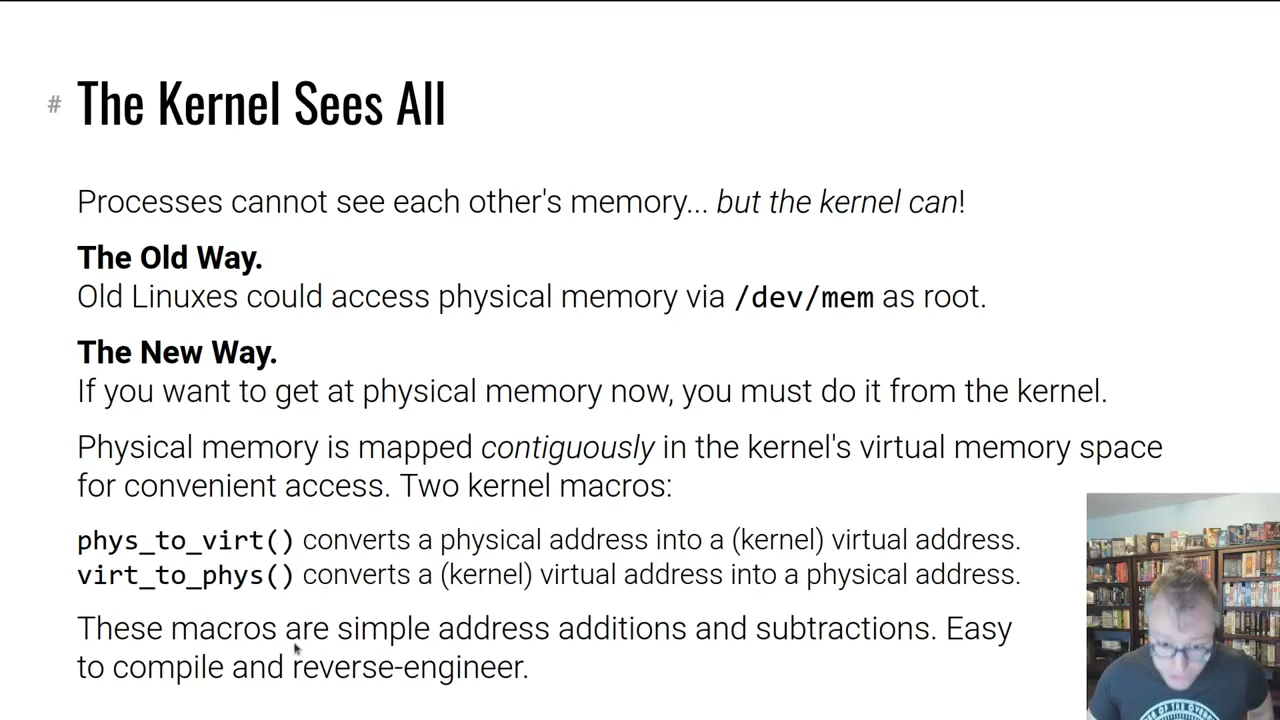 # The Kernel Sees All
Processes cannot see each other's memory... but the kernel can!
The Old Way.
Old Linuxes could access physical memory via /dev/mem as root.
The New Way.
If you want to get at physical memory now, you must do it from the kernel.
Physical memory is mapped contiguously in the kernel's virtual memory space
for convenient access. Two kernel macros:
phys_to_virt() converts a physical address into a (kernel) virtual address.
virt_to_phys() converts a (kernel) virtual address into a physical address.
These macros are simple address additions and subtractions. Easy
to compile and reverse-engineer.